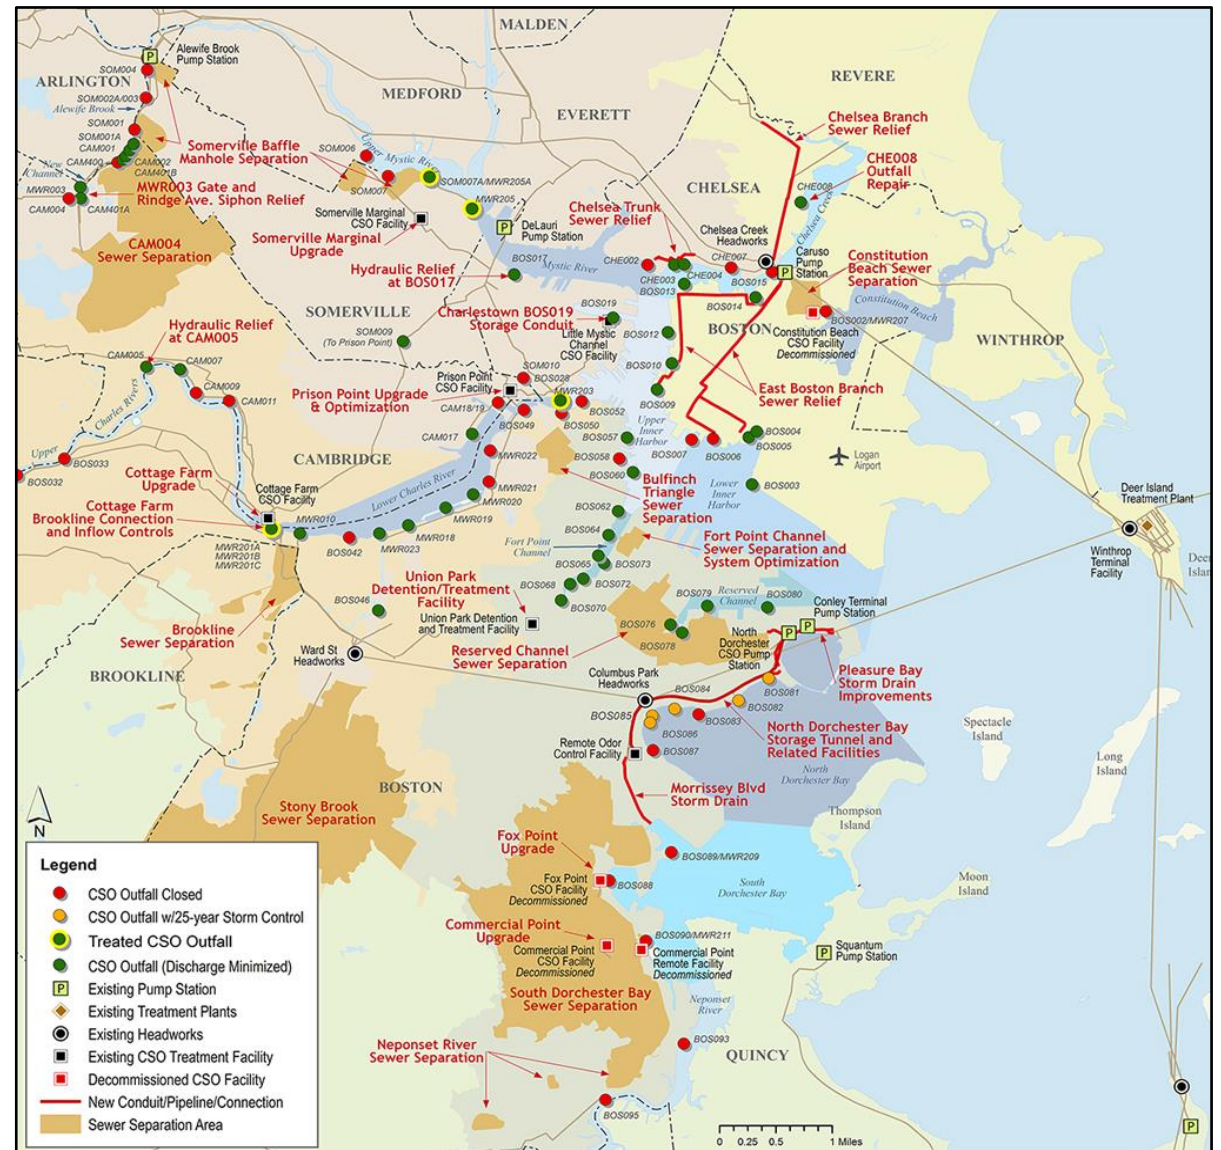 MALDEN
Alewife Brook
Pump Station
SOM004
ARLINGTON
SOM002A/003
Alewife Brook
MEDFORD
REVERE
EVERETT
SOM001
SOM001A
CAM001
CAM400
CAM002
CAM401B
New
Channel
MWR003
CAM004
CAM401A
Somerville Baffle
Manhole Separation
SOM006
Upper Mystic River
SOM007
SOM007A/MWR205A
MWR205
MWR003 Gate and
Rindge Ave. Siphon Relief
CAM004
Sewer Separation
Somerville Marginal
CSO Facility
Somerville Marginal
Upgrade
DeLauri
Pump Station
BOS017
Mystic River
Hydraulic Relief
at BOS017
Chelsea Branch
Sewer Relief
CHE008
Outfall
Repair
CHE008
Chelsea Creek
CHELSEA
Chelsea Trunk
Sewer Relief
Chelsea Creek
Headworks
CHE002
CHE003
CHE004
CHE007
BOS013
BOS015
BOS014
Caruso
Pump
Station
Constitution
Beach Sewer
Separation
Constitution Beach
BOS002/MWR207
Constitution Beach
CSO Facility
Decommissioned
WINTHROP
SOMERVILLE
SOM009
(To Prison Point)
Charlestown BOS019
Storage Conduit
BOS019
Little Mystic
Channel
CSO Facility
BOS012
BOSTON
BOS010
BOS009
East Boston Branch
Sewer Relief
Hydraulic Relief
at CAM005
CAM005
CAM007
CAM009
CAM011
Upper Charles Rivers
BOS033
BOS032
Prison Point
CSO Facility
SOM010
BOS028
MWR203
Prison Point Upgrade
& Optimization
CAM18/19
BOS049
BOS050
BOS052
BOS057
BOS058
BOS060
CAM017
MWR022
MWR021
MWR020
MWR019
MWR018
MWR023
BOS042
MWR010
CAMBRIDGE
Lower Charles River
Upper
Inner
Harbor
BOS007
BOS006
BOS004
BOS005
Logan
Airport
Lower
Inner
Harbor
BOS003
Cottage Farm
Upgrade
Cottage Farm
CSO Facility
Cottage Farm
Brookline Connection
and Inflow Controls
MWR201A
MWR201B
MWR201C
Bulfinch
Triangle
Sewer
Separation
BOS062
BOS064
Fort Point
Channel
BOS065
BOS073
BOS072
BOS068
BOS070
Fort Point Channel
Sewer Separation and
System Optimization
Deer Island
Treatment Plant
Winthrop
Terminal
Facility
Deer
Islan
BOS046
Union Park
Detention/Treatment
Facility
Union Park Detention
and Treatment Facility
BOS079
Reserved
Channel
BOS080
BOS076
BOS078
Reserved Channel
Sewer Separation
Conley Terminal
Pump Station
North
Dorchester
CSO Pump
Station
Pleasure Bay
Storm Drain
Improvements
Brookline
Sewer Separation
BROOKLINE
Ward St
Headworks
Columbus Park
Headworks
BOS084
BOS081
BOS082
BOS083
BOS085
BOS086
BOS087
North Dorchester Bay
Storage Tunnel and
Related Facilities
North
Dorchester Bay
Remote Odor
Control Facility
Morrissey Blvd
Storm Drain
Spectacle
Island
Long
Island
Thompson
Island
Moon
Island
BOSTON
Stony Brook
Sewer Separation
Fox Point
Upgrade
Fox Point
CSO Facility
Decommissioned
BOS088
BOS089/MWR209
South
Dorchester Bay
Commercial Point
Upgrade
Commercial Point
CSO Facility
Decommissioned
BOS090/MWR211
Commercial Point
Remote Facility
Decommissioned
Squantum
Pump Station
South Dorchester Bay
Sewer Separation
Neponset
River
BOS093
QUINCY
Neponset River
Sewer Separation
BOS095
N
Legend
CSO Outfall Closed
CSO Outfall w/25-year Storm Control
Treated CSO Outfall
CSO Outfall (Discharge Minimized)
P Existing Pump Station
Existing Treatment Plants
Existing Headworks
Existing CSO Treatment Facility
Decommissioned CSO Facility
New Conduit/Pipeline/Connection
Sewer Separation Area
0 0.25 0.5 1 Miles